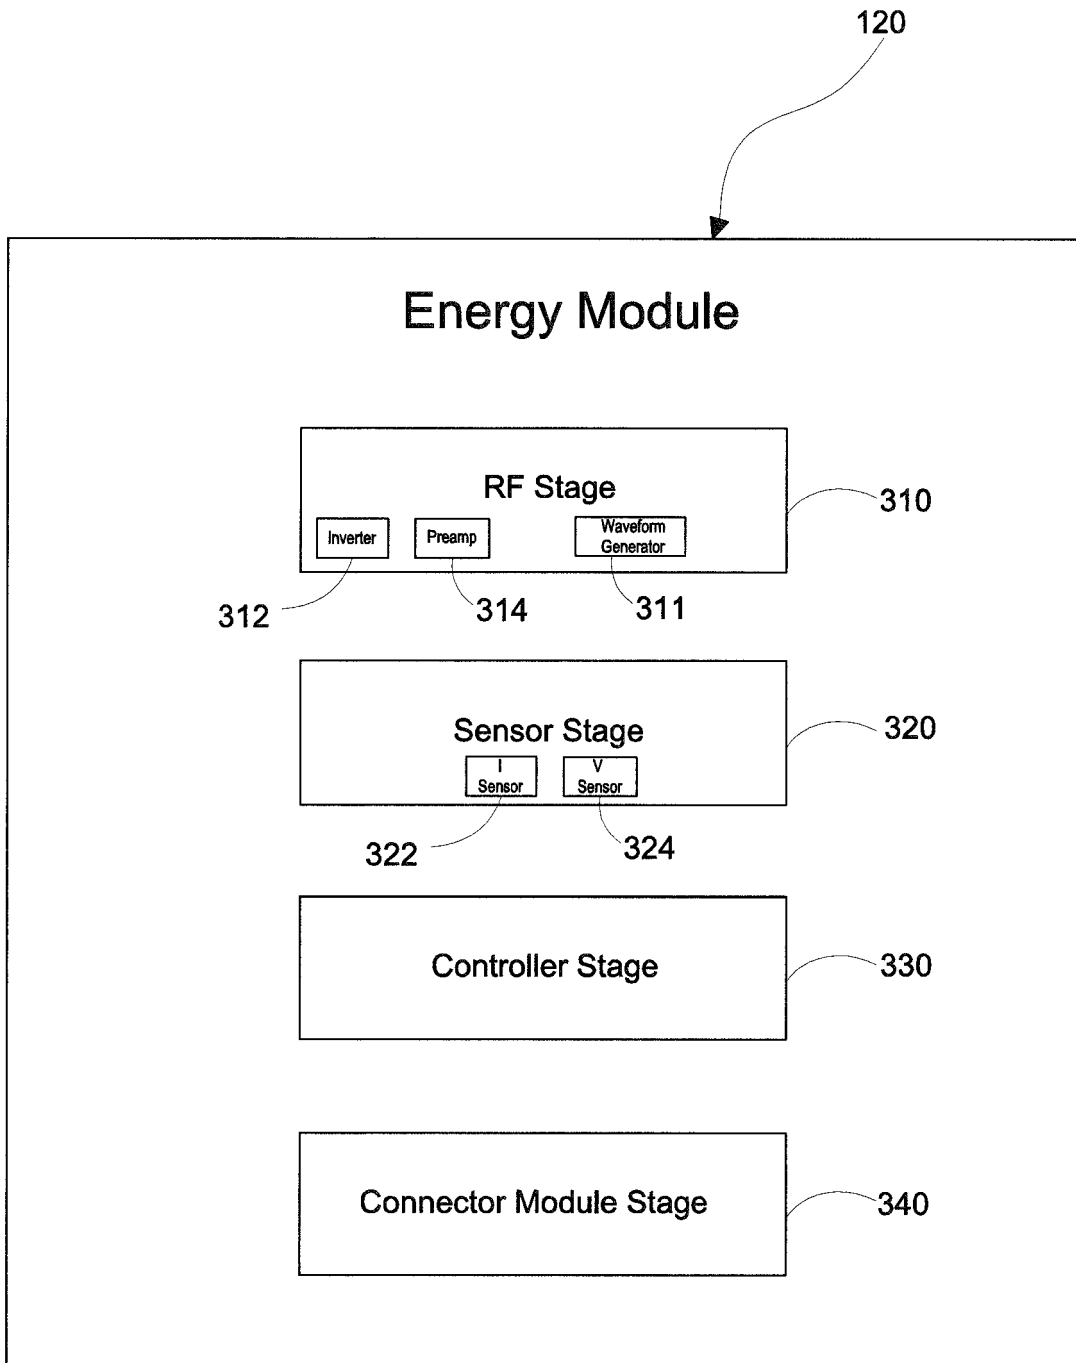 120
Energy Module
RF Stage
310
Inverter
Preamp
Waveform
Generator
312
314
311
Sensor Stage
320
I
Sensor
V
Sensor
322
324
Controller Stage
330
Connector Module Stage
340